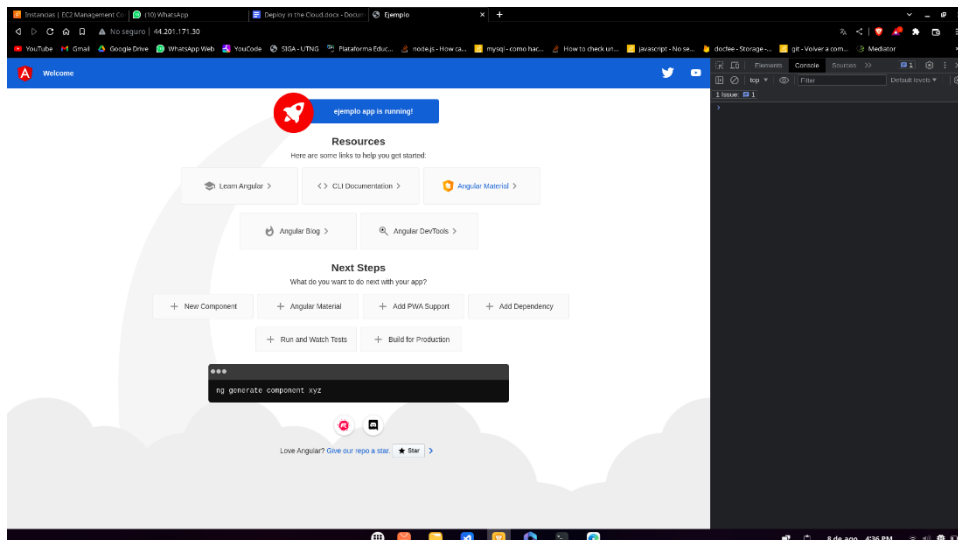 Instancias | EC2 Management Co
(10) WhatsApp
Deploy in the Cloud.docx - Docum
Ejemplo
No seguro | 44.201.171.30
YouTube Gmail Google Drive WhatsApp Web YouCode SIGA - UTNG Plataforma Educ... node.js - How ca... mysql - como hac... How to check un... javascript - No se... docfee - Storage -... git - Volver a com... Mediator
Welcome
Elements Console Sources
1
top Filter Default levels
1 Issue: 1
ejemplo app is running!
Resources
Here are some links to help you get started:
Learn Angular
CLI Documentation
Angular Material
Angular Blog
Angular DevTools
Next Steps
What do you want to do next with your app?
New Component
Angular Material
Add PWA Support
Add Dependency
Run and Watch Tests
Build for Production
ng generate component xyz
Love Angular? Give our repo a star. Star
8 de ago 4:36 PM